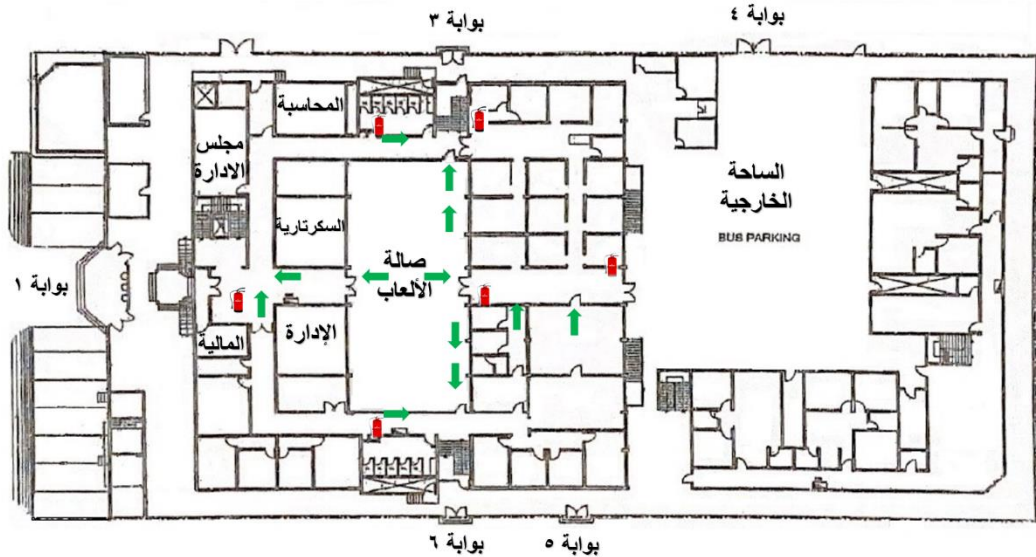 بوابة ٣
بوابة ٤
المحاسبة
مجلس
الادارة
السكرتارية
صالة
الألعاب
الساحة
الخارجية
BUS PARKING
بوابة ١
المالية
الإدارة
بوابة ٦
بوابة ٥